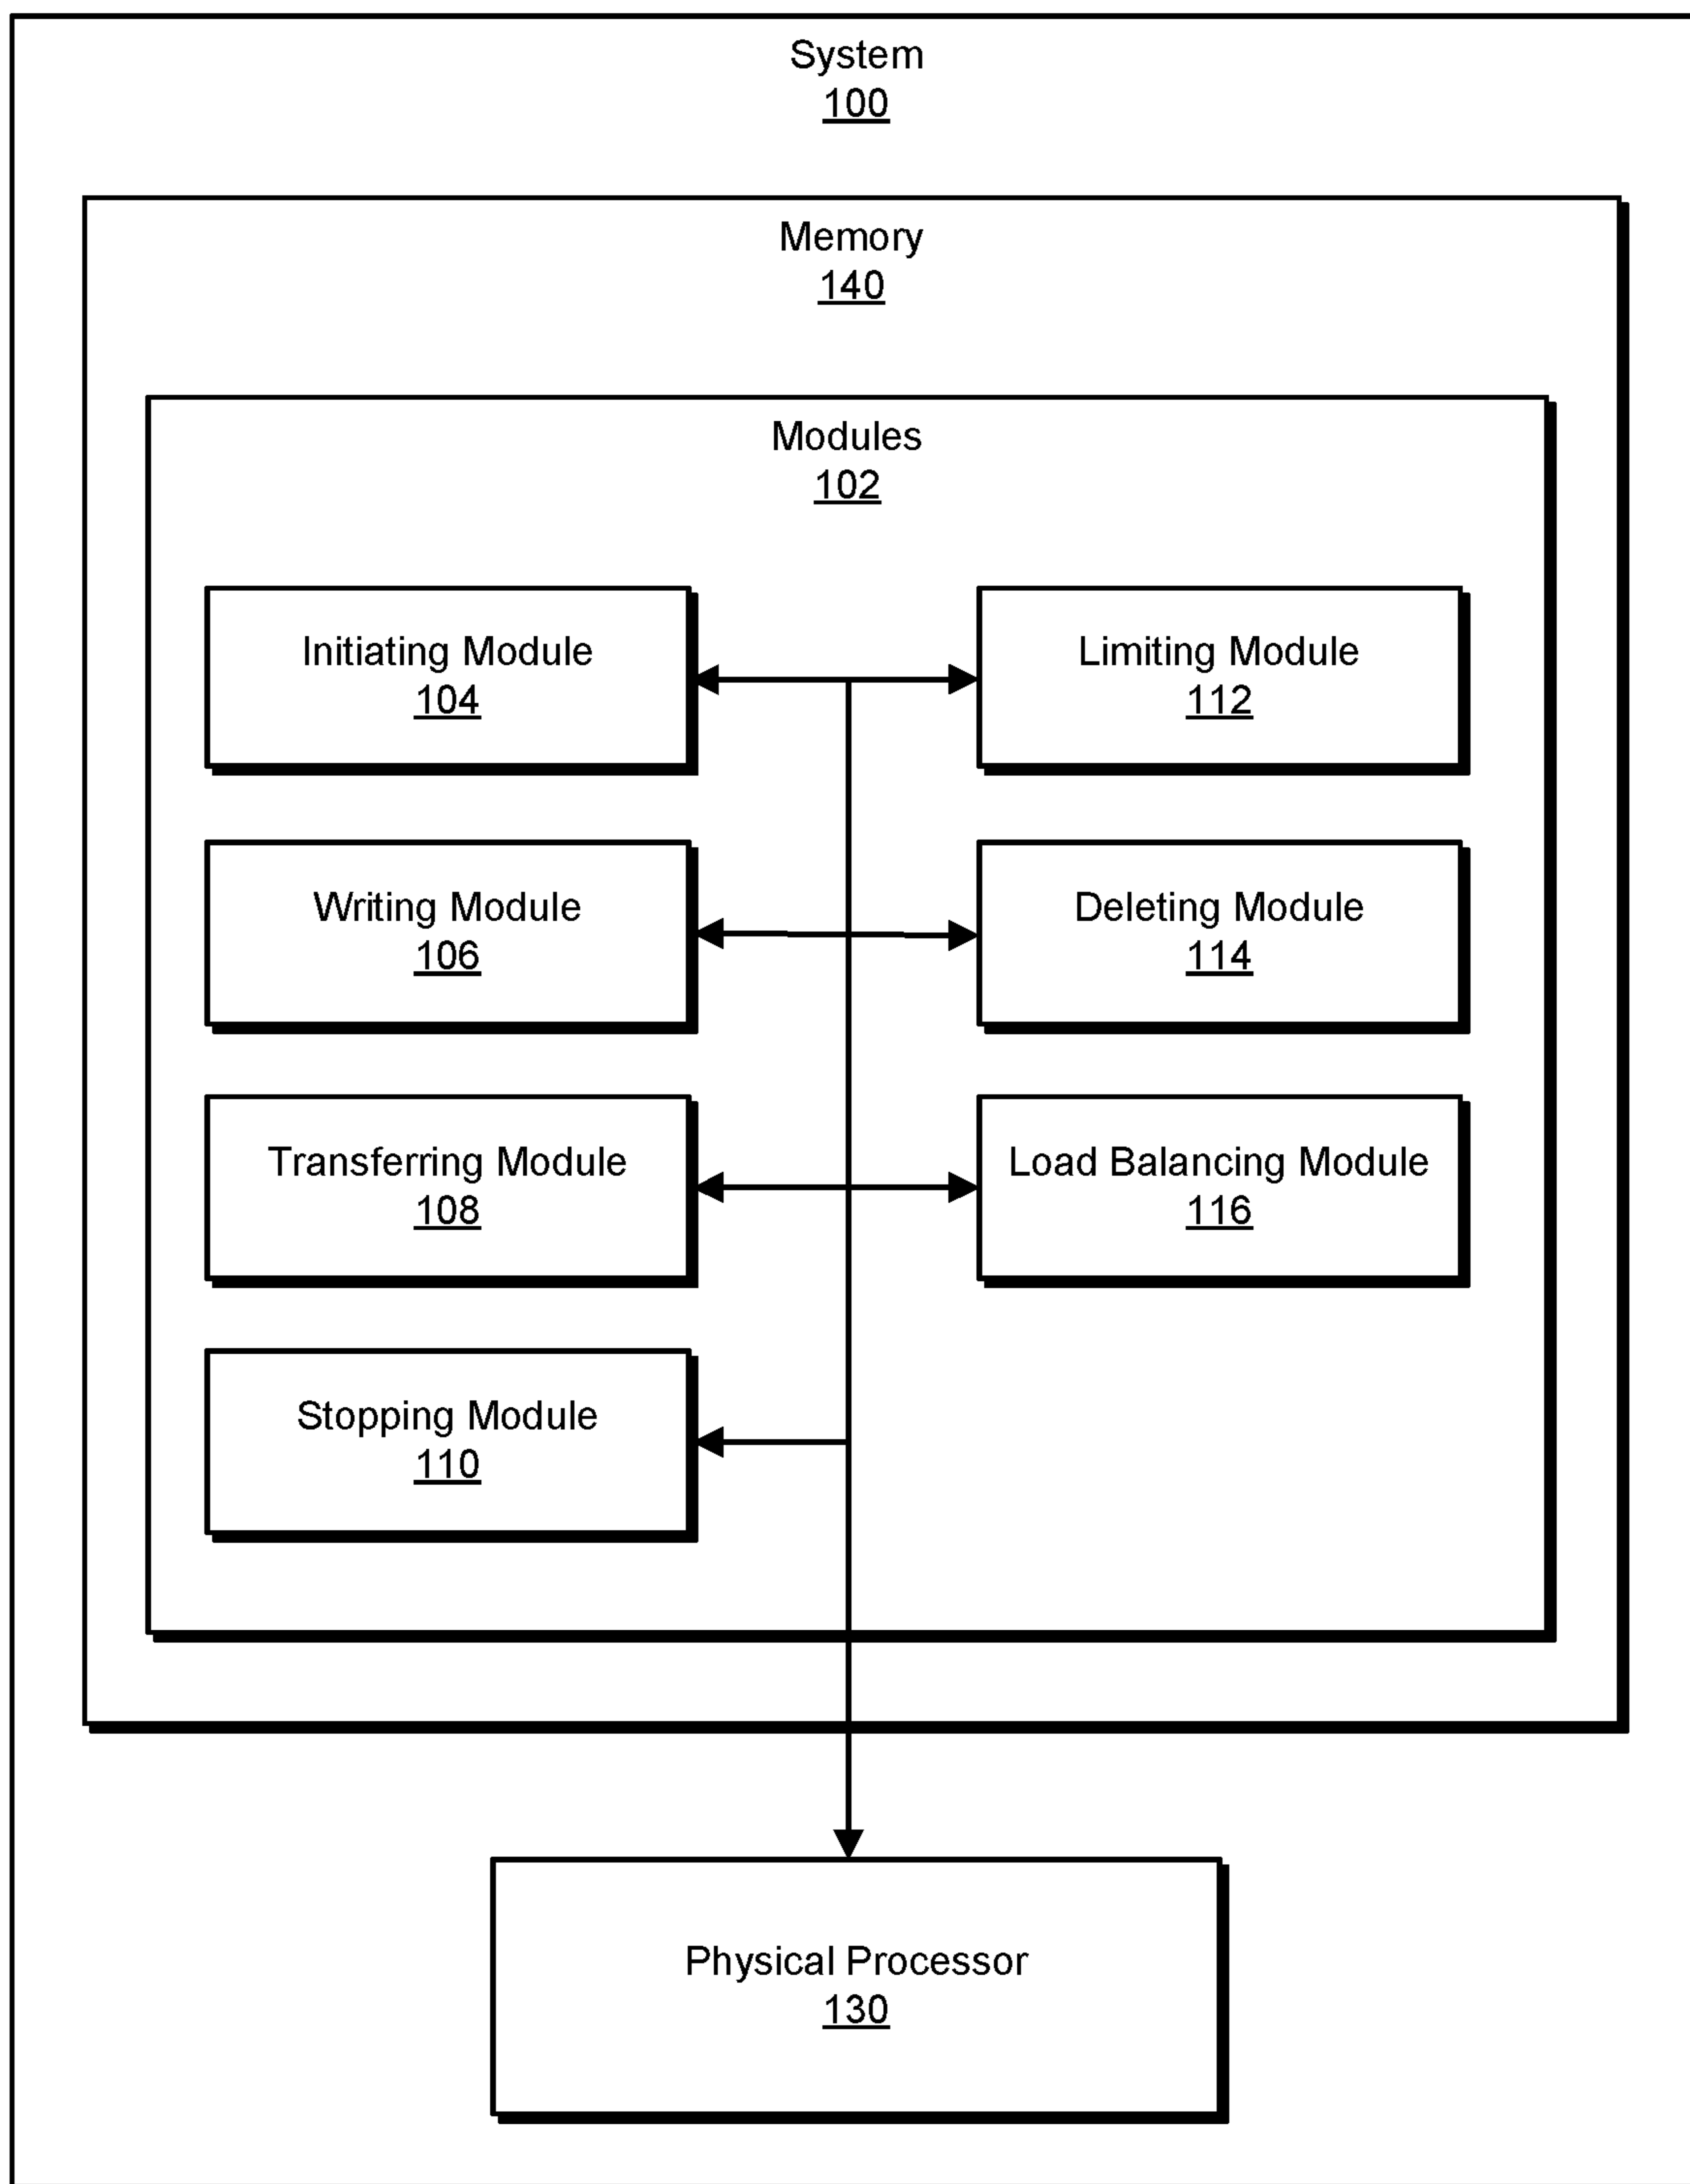 System
100
Memory
140
Modules
102
Initiating Module
104
Limiting Module
112
Writing Module
106
Deleting Module
114
Transferring Module
108
Load Balancing Module
116
Stopping Module
110
Physical Processor
130